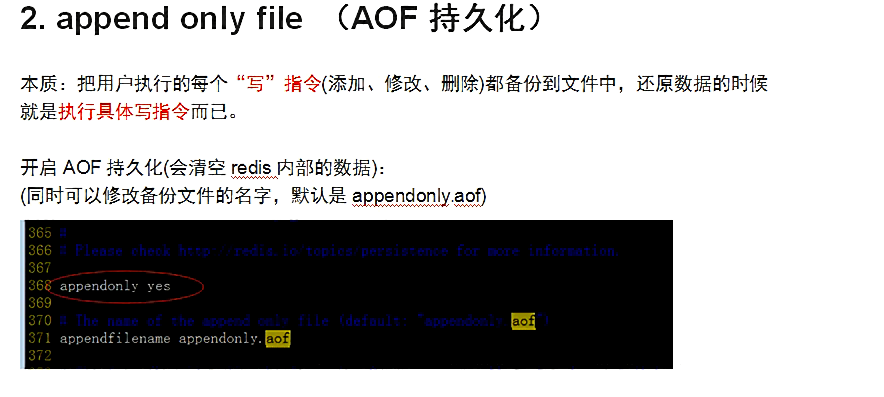 2. append only file （AOF 持久化）
本质：把用户执行的每个“写”指令(添加、修改、删除)都备份到文件中，还原数据的时候
就是执行具体写指令而已。
开启 AOF 持久化(会清空 redis 内部的数据)：
(同时可以修改备份文件的名字，默认是 appendonly.aof)
365 #
366 # Please check http://redis.io/topics/persistence for more information.
367
368 appendonly yes
369
370 # The name of the append only file (default: "appendonly.aof")
371 appendfilename appendonly.aof
372